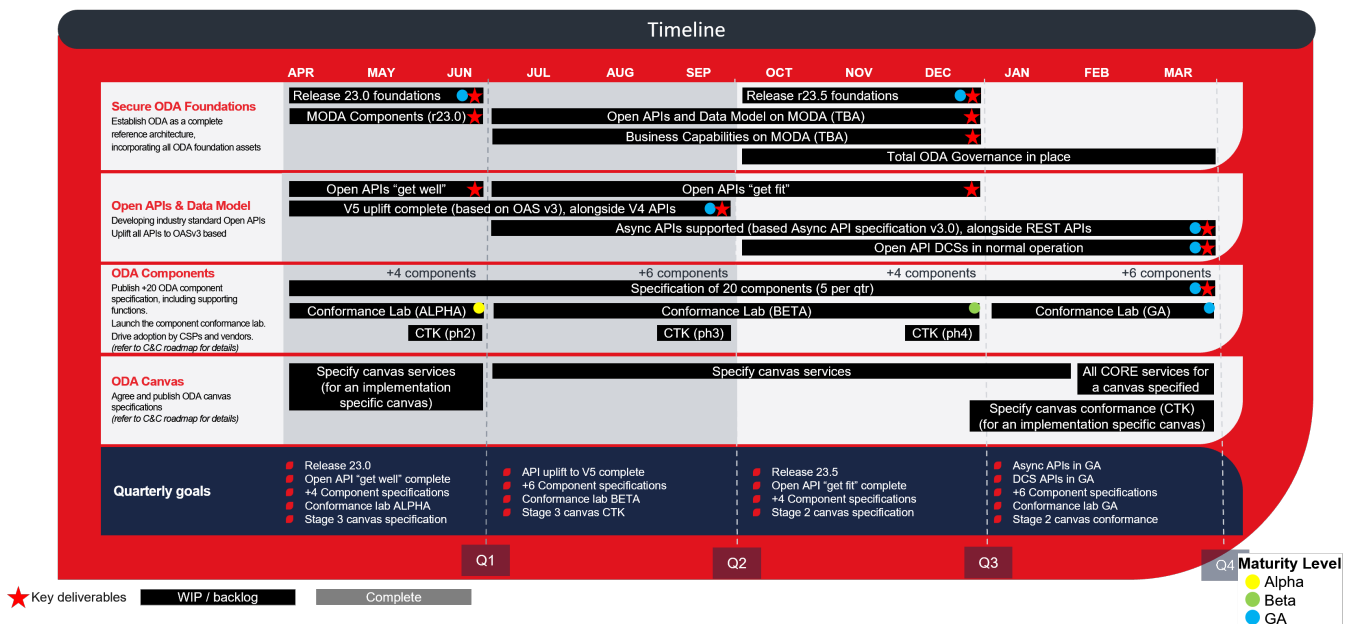 Timeline
APR MAY JUN JUL AUG SEP OCT NOV DEC JAN FEB MAR
Secure ODA Foundations
Establish ODA as a complete
reference architecture,
incorporating all ODA foundation assets
Release 23.0 foundations
Release r23.5 foundations
MODA Components (r23.0)
Open APIs and Data Model on MODA (TBA)
Business Capabilities on MODA (TBA)
Total ODA Governance in place
Open APIs & Data Model
Developing industry standard Open APIs
Uplift all APIs to OASv3 based
Open APIs “get well”
Open APIs “get fit”
V5 uplift complete (based on OAS v3), alongside V4 APIs
Async APIs supported (based Async API specification v3.0), alongside REST APIs
Open API DCSs in normal operation
ODA Components
Publish +20 ODA component
specification, including supporting
functions.
Launch the component conformance lab.
Drive adoption by CSPs and vendors.
(refer to C&C roadmap for details)
+4 components
+6 components
+4 components
+6 components
Specification of 20 components (5 per qtr)
Conformance Lab (ALPHA)
Conformance Lab (BETA)
Conformance Lab (GA)
CTK (ph2)
CTK (ph3)
CTK (ph4)
ODA Canvas
Agree and publish ODA canvas
specifications
(refer to C&C roadmap for details)
Specify canvas services
(for an implementation
specific canvas)
Specify canvas services
All CORE services for
a canvas specified
Specify canvas conformance (CTK)
(for an implementation specific canvas)
Quarterly goals
Release 23.0
Open API “get well” complete
+4 Component specifications
Conformance lab ALPHA
Stage 3 canvas specification
API uplift to V5 complete
+6 Component specifications
Conformance lab BETA
Stage 3 canvas CTK
Release 23.5
Open API “get fit” complete
+4 Component specifications
Stage 2 canvas specification
Async APIs in GA
DCS APIs in GA
+6 Component specifications
Conformance lab GA
Stage 2 canvas conformance
Q1
Q2
Q3
Q4
Maturity Level
Alpha
Beta
GA
Key deliverables
WIP / backlog
Complete